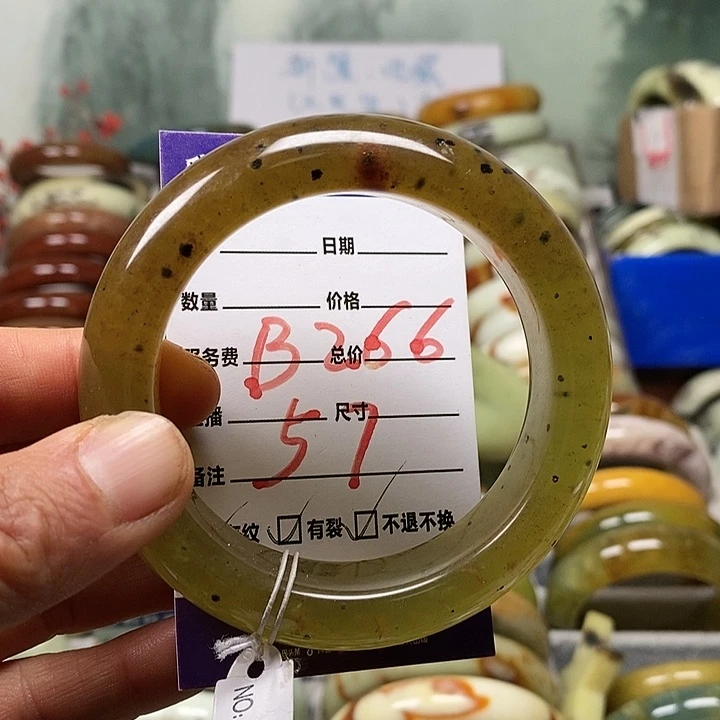 日期
数量 价格
服务费 总价
B266
播 尺寸
57
备注
纹 有裂 不退不换
NO: